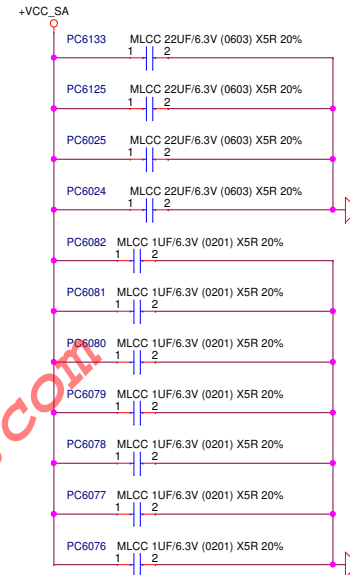 +VCC_SA
PC6133 MLCC 22UF/6.3V (0603) X5R 20%
1 2
PC6125 MLCC 22UF/6.3V (0603) X5R 20%
1 2
PC6025 MLCC 22UF/6.3V (0603) X5R 20%
1 2
PC6024 MLCC 22UF/6.3V (0603) X5R 20%
1 2
PC6082 MLCC 1UF/6.3V (0201) X5R 20%
1 2
PC6081 MLCC 1UF/6.3V (0201) X5R 20%
1 2
PC6080 MLCC 1UF/6.3V (0201) X5R 20%
1 2
PC6079 MLCC 1UF/6.3V (0201) X5R 20%
1 2
PC6078 MLCC 1UF/6.3V (0201) X5R 20%
1 2
PC6077 MLCC 1UF/6.3V (0201) X5R 20%
1 2
PC6076 MLCC 1UF/6.3V (0201) X5R 20%
1 2
com